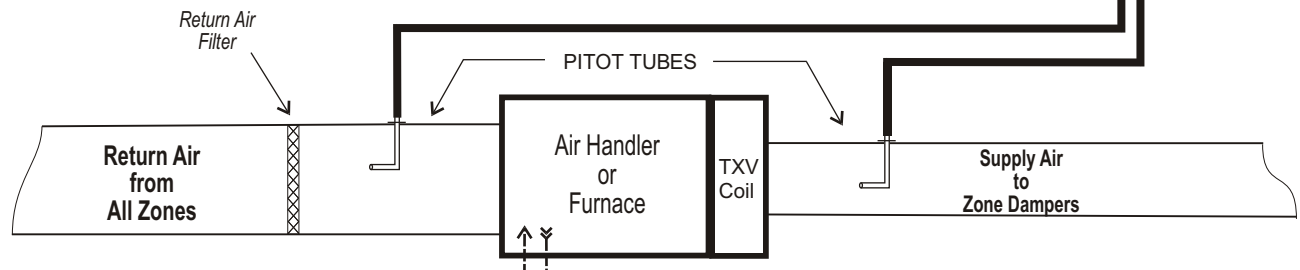 Return Air
Filter
PITOT TUBES
Return Air
from
All Zones
Air Handler
or
Furnace
TXV
Coil
Supply Air
to
Zone Dampers